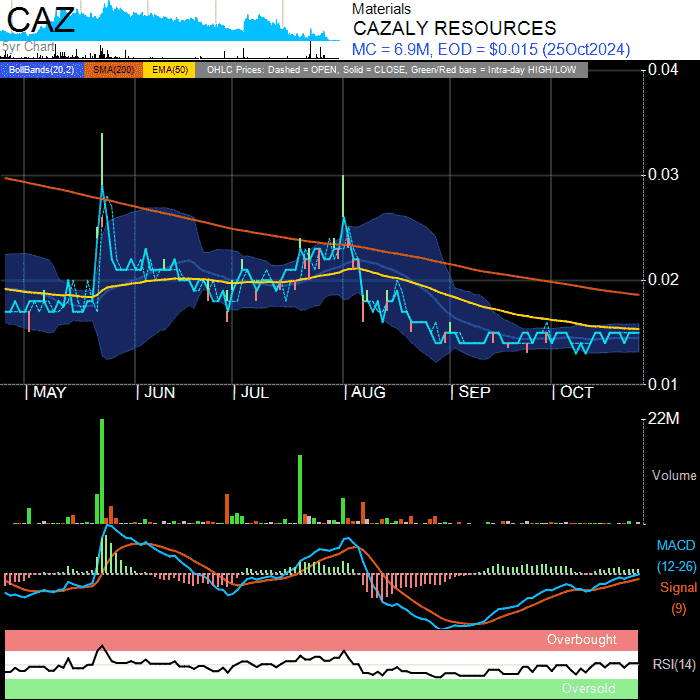 CAZ
5yr Chart
Materials
CAZALY RESOURCES
MC = 6.9M, EOD = $0.015 (25Oct2024)
BollBands(20,2) SMA(200) EMA(50) OHLC Prices: Dashed = OPEN, Solid = CLOSE, Green/Red bars = Intra-day HIGH/LOW
0.04
0.03
0.02
0.01
| MAY | JUN | JUL | AUG | SEP | OCT
22M
Volume
MACD
(12-26)
Signal
(9)
Overbought
RSI(14)
Oversold